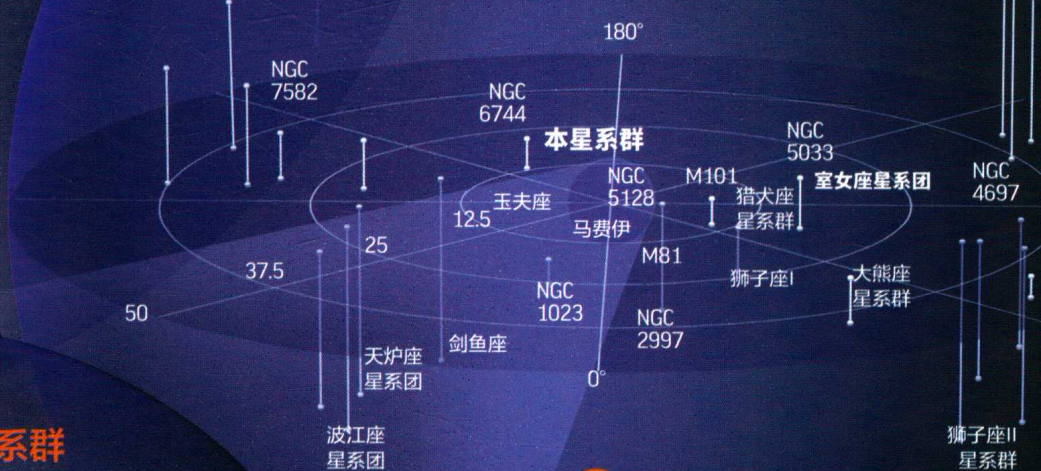 180°
NGC
7582
NGC
6744
本星系群
NGC
5033
NGC
5128
M101
室女座星系团
NGC
4697
玉夫座
猎犬座
星系群
12.5
马费伊
25
M81
37.5
狮子座I
大熊座
星系群
NGC
1023
50
NGC
2997
剑鱼座
天炉座
星系团
0°
系群
波江座
星系团
狮子座II
星系群